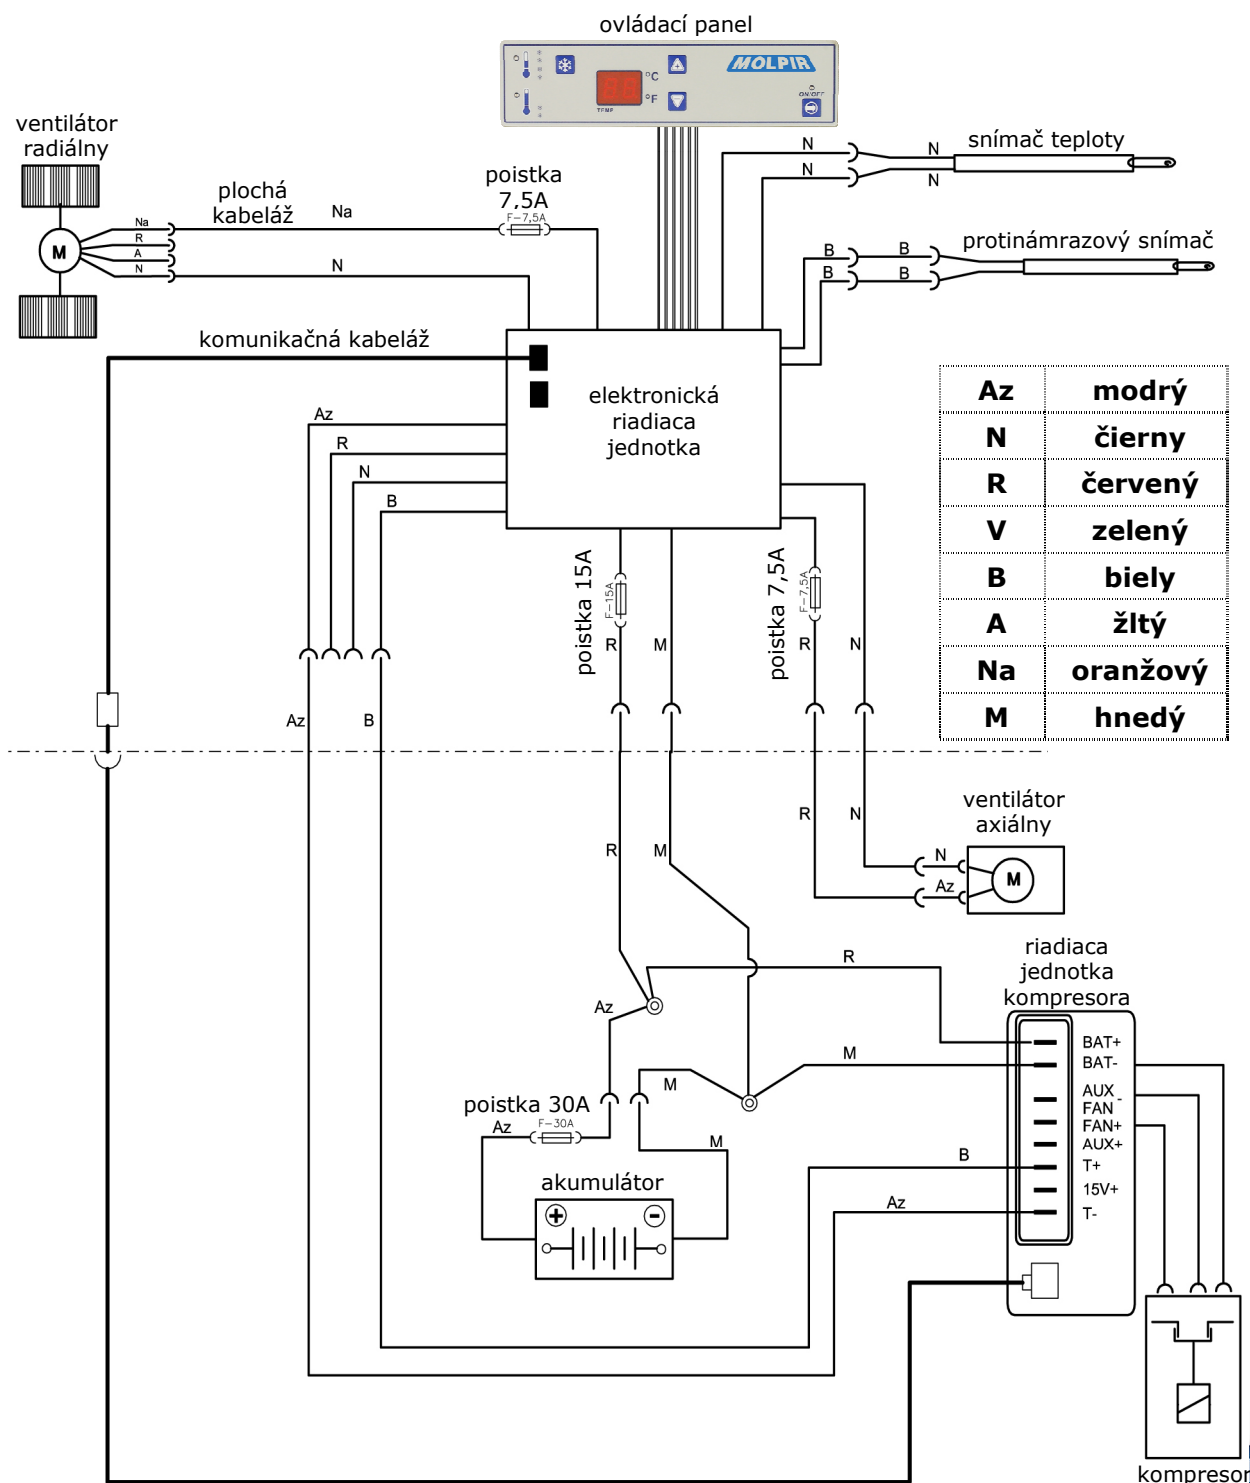 ovládací panel
MOLPIR
°C
°F
TEMP
ON/OFF
ventilátor
radiálny
M
Na
R
A
N
plochá
kabeláž
Na
N
poistka
7,5A
F-7,5A
N
N
N
N
snímač teploty
B
B
B
B
protinámrazový snímač
komunikačná kabeláž
elektronická
riadiaca
jednotka
Az
R
N
B
Az modrý
N čierny
R červený
V zelený
B biely
A žltý
Na oranžový
M hnedý
poistka 15A
F-15A
R
M
poistka 7,5A
F-7,5A
R
N
Az
B
R
M
R
N
ventilátor
axiálny
N
Az
M
R
Az
M
M
riadiaca
jednotka
kompresora
BAT+
BAT-
AUX
-
FAN
FAN+
AUX+
T+
15V+
T-
poistka 30A
Az
F-30A
M
akumulátor
+
-
B
Az
kompresor